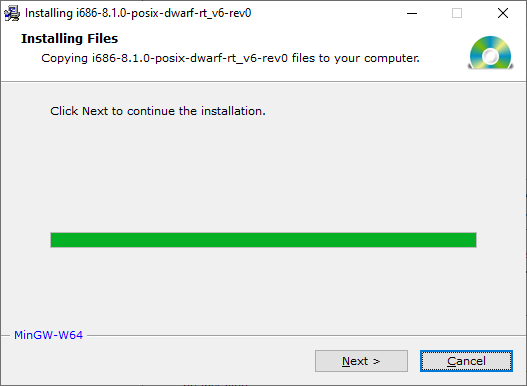 Installing i686-8.1.0-posix-dwarf-rt_v6-rev0
Installing Files
Copying i686-8.1.0-posix-dwarf-rt_v6-rev0 files to your computer.
Click Next to continue the installation.
MinGW-W64
Next >
Cancel